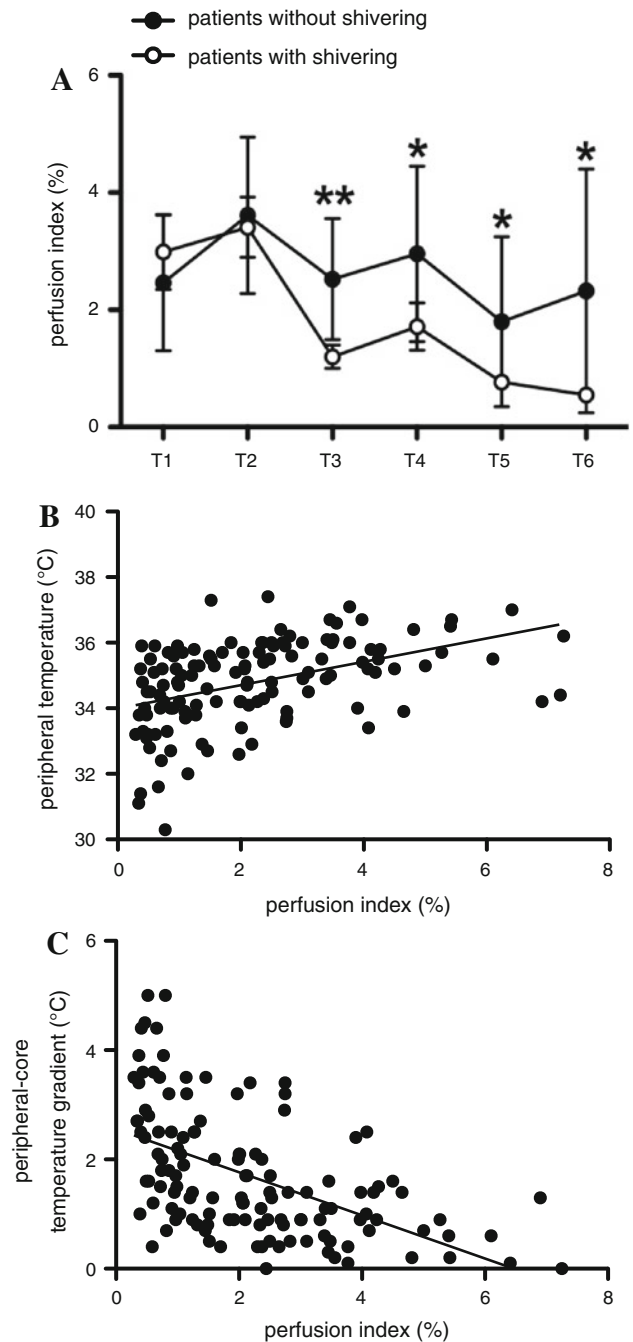 patients without shivering
patients with shivering
A
6
4
2
0
perfusion index (%)
**
*
*
*
T1 T2 T3 T4 T5 T6
B
40
38
36
34
32
30
peripheral temperature (°C)
0 2 4 6 8
perfusion index (%)
C
6
4
2
0
peripheral-core
temperature gradient (°C)
0 2 4 6 8
perfusion index (%)